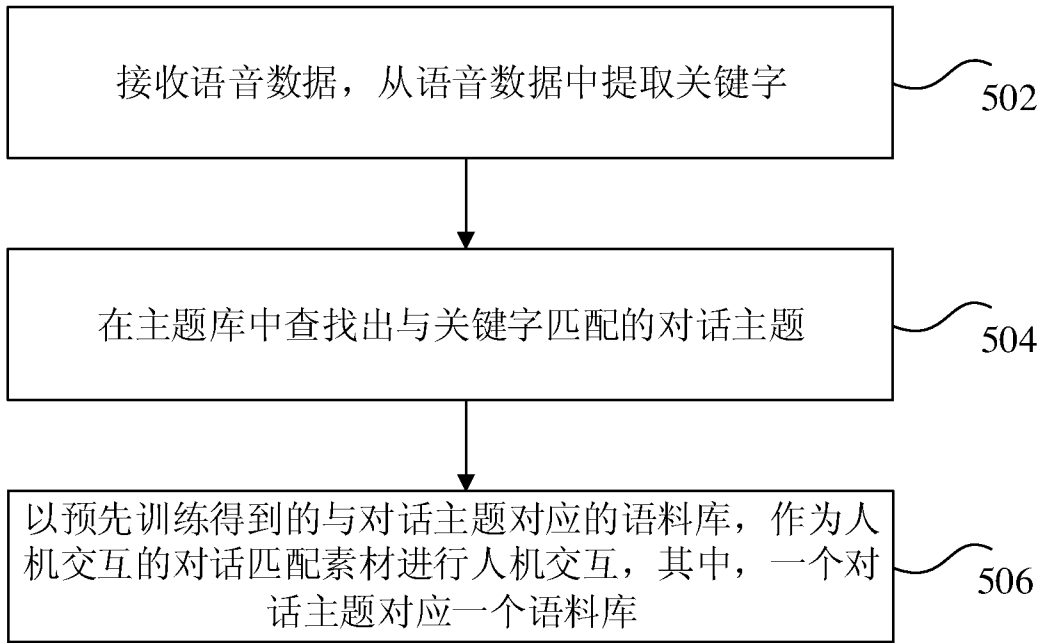 接收语音数据，从语音数据中提取关键字
502
在主题库中查找出与关键字匹配的对话主题
504
以预先训练得到的与对话主题对应的语料库，作为人
机交互的对话匹配素材进行人机交互，其中，一个对
话主题对应一个语料库
506